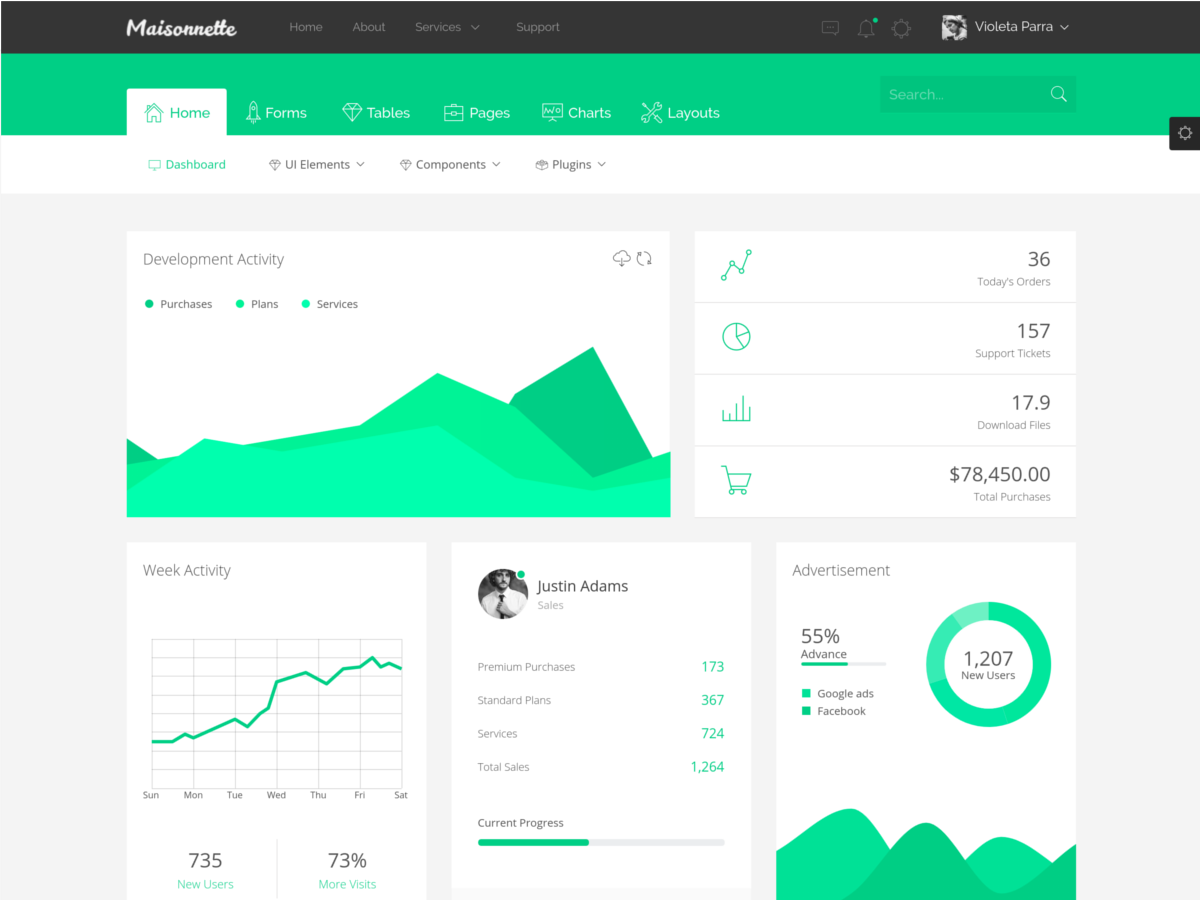 Maisonnette Home About Services Support Violeta Parra
Search...
Home Forms Tables Pages Charts Layouts
Dashboard UI Elements Components Plugins
Development Activity
Purchases Plans Services
36
Today's Orders
157
Support Tickets
17.9
Download Files
$78,450.00
Total Purchases
Week Activity
Sun Mon Tue Wed Thu Fri Sat
735
New Users
73%
More Visits
Justin Adams
Sales
Premium Purchases 173
Standard Plans 367
Services 724
Total Sales 1,264
Current Progress
Advertisement
55%
Advance
Google ads
Facebook
1,207
New Users